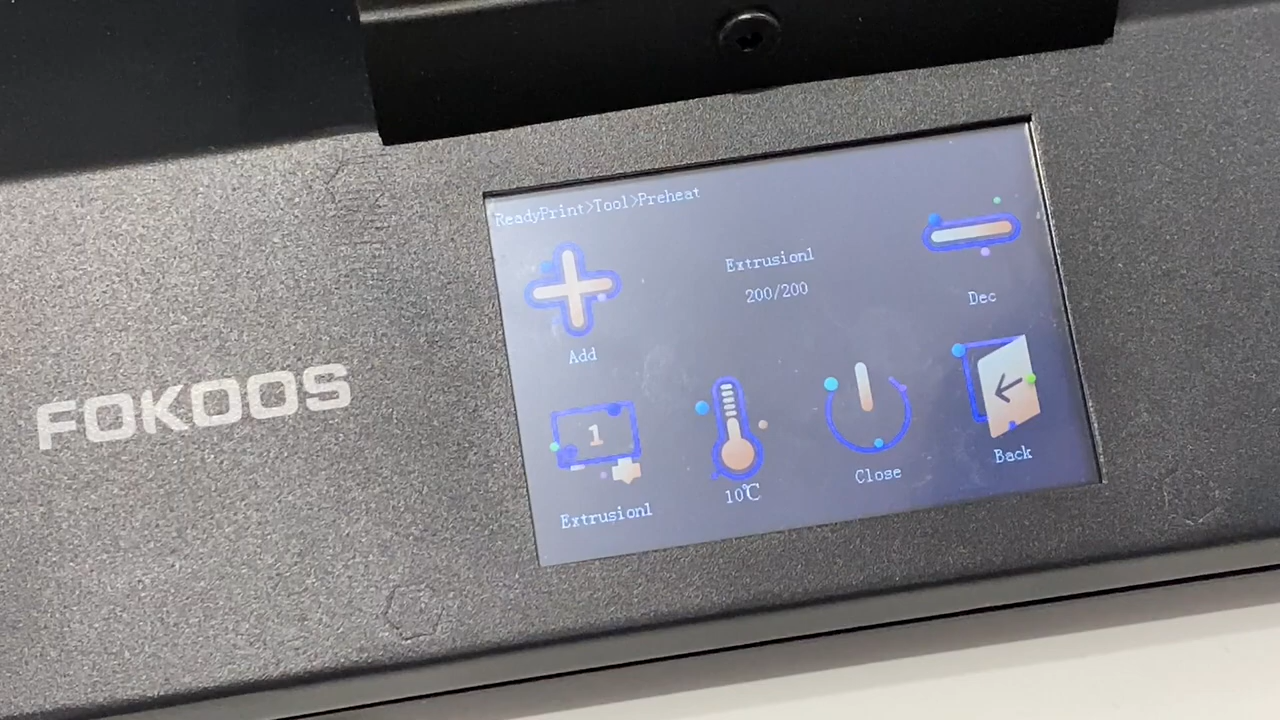 ReadyPrint>Tool>Preheat
Extrusion1
200/200
Add
Dec
1
Extrusion1
10℃
Close
Back
FOKOOS